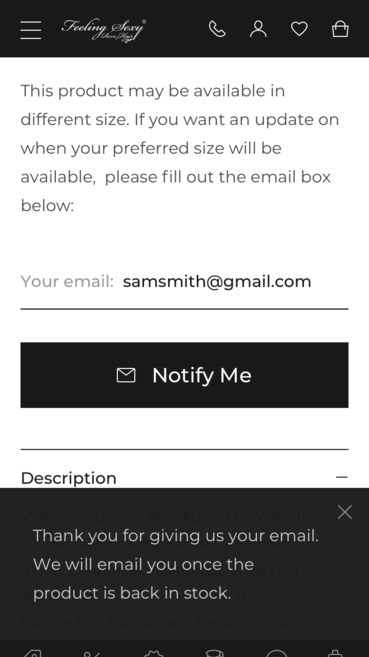 Feeling Sexy
This product may be available in
different size. If you want an update on
when your preferred size will be
available, please fill out the email box
below:
Your email: samsmith@gmail.com
Notify Me
Description
Thank you for giving us your email.
We will email you once the
product is back in stock.